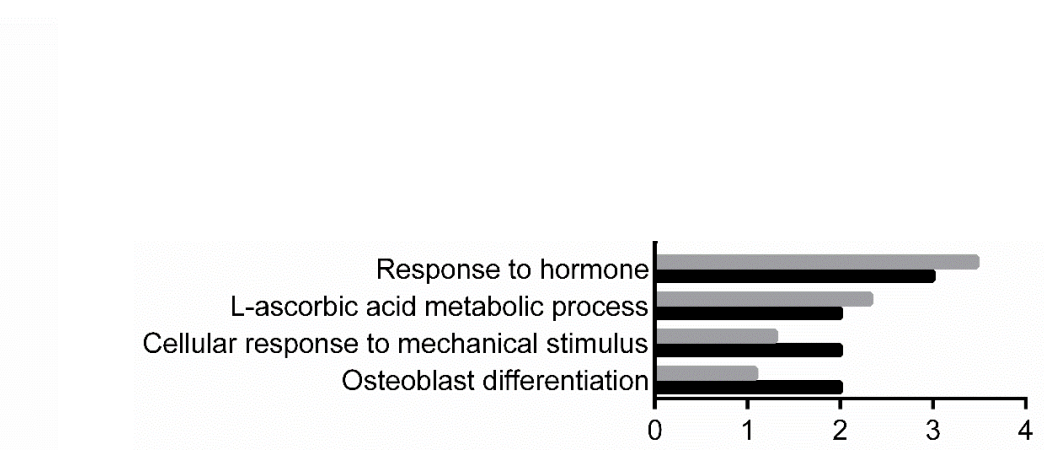 Response to hormone
L-ascorbic acid metabolic process
Cellular response to mechanical stimulus
Osteoblast differentiation
0 1 2 3 4